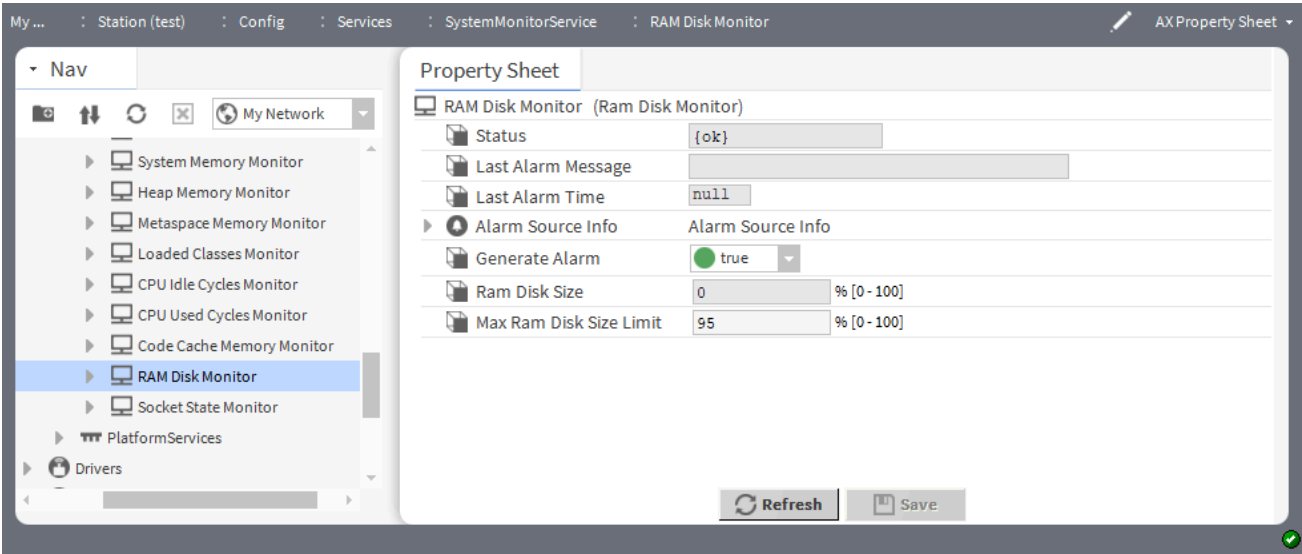 My ... : Station (test) : Config : Services : SystemMonitorService : RAM Disk Monitor AX Property Sheet
Nav
My Network
System Memory Monitor
Heap Memory Monitor
Metaspace Memory Monitor
Loaded Classes Monitor
CPU Idle Cycles Monitor
CPU Used Cycles Monitor
Code Cache Memory Monitor
RAM Disk Monitor
Socket State Monitor
PlatformServices
Drivers
Property Sheet
RAM Disk Monitor (Ram Disk Monitor)
Status {ok}
Last Alarm Message
Last Alarm Time null
Alarm Source Info Alarm Source Info
Generate Alarm true
Ram Disk Size 0 % [0 - 100]
Max Ram Disk Size Limit 95 % [0 - 100]
Refresh Save